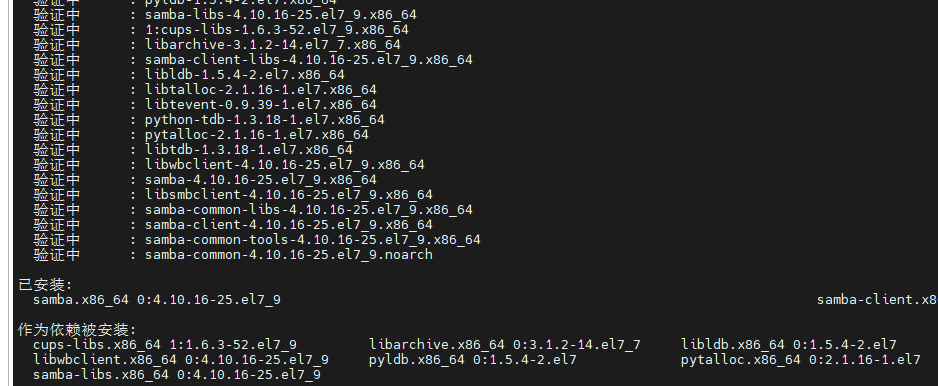 验证中 : pyldb-1.5.4-2.el7.x86_64
验证中 : samba-libs-4.10.16-25.el7_9.x86_64
验证中 : 1:cups-libs-1.6.3-52.el7_9.x86_64
验证中 : libarchive-3.1.2-14.el7_7.x86_64
验证中 : samba-client-libs-4.10.16-25.el7_9.x86_64
验证中 : libldb-1.5.4-2.el7.x86_64
验证中 : libtalloc-2.1.16-1.el7.x86_64
验证中 : libtevent-0.9.39-1.el7.x86_64
验证中 : python-tdb-1.3.18-1.el7.x86_64
验证中 : pytalloc-2.1.16-1.el7.x86_64
验证中 : libtdb-1.3.18-1.el7.x86_64
验证中 : libwbclient-4.10.16-25.el7_9.x86_64
验证中 : samba-4.10.16-25.el7_9.x86_64
验证中 : libsmbclient-4.10.16-25.el7_9.x86_64
验证中 : samba-common-libs-4.10.16-25.el7_9.x86_64
验证中 : samba-client-4.10.16-25.el7_9.x86_64
验证中 : samba-common-tools-4.10.16-25.el7_9.x86_64
验证中 : samba-common-4.10.16-25.el7_9.noarch
已安装:
samba.x86_64 0:4.10.16-25.el7_9 samba-client.x8
作为依赖被安装:
cups-libs.x86_64 1:1.6.3-52.el7_9 libarchive.x86_64 0:3.1.2-14.el7_7 libldb.x86_64 0:1.5.4-2.el7
libwbclient.x86_64 0:4.10.16-25.el7_9 pyldb.x86_64 0:1.5.4-2.el7 pytalloc.x86_64 0:2.1.16-1.el7
samba-libs.x86_64 0:4.10.16-25.el7_9